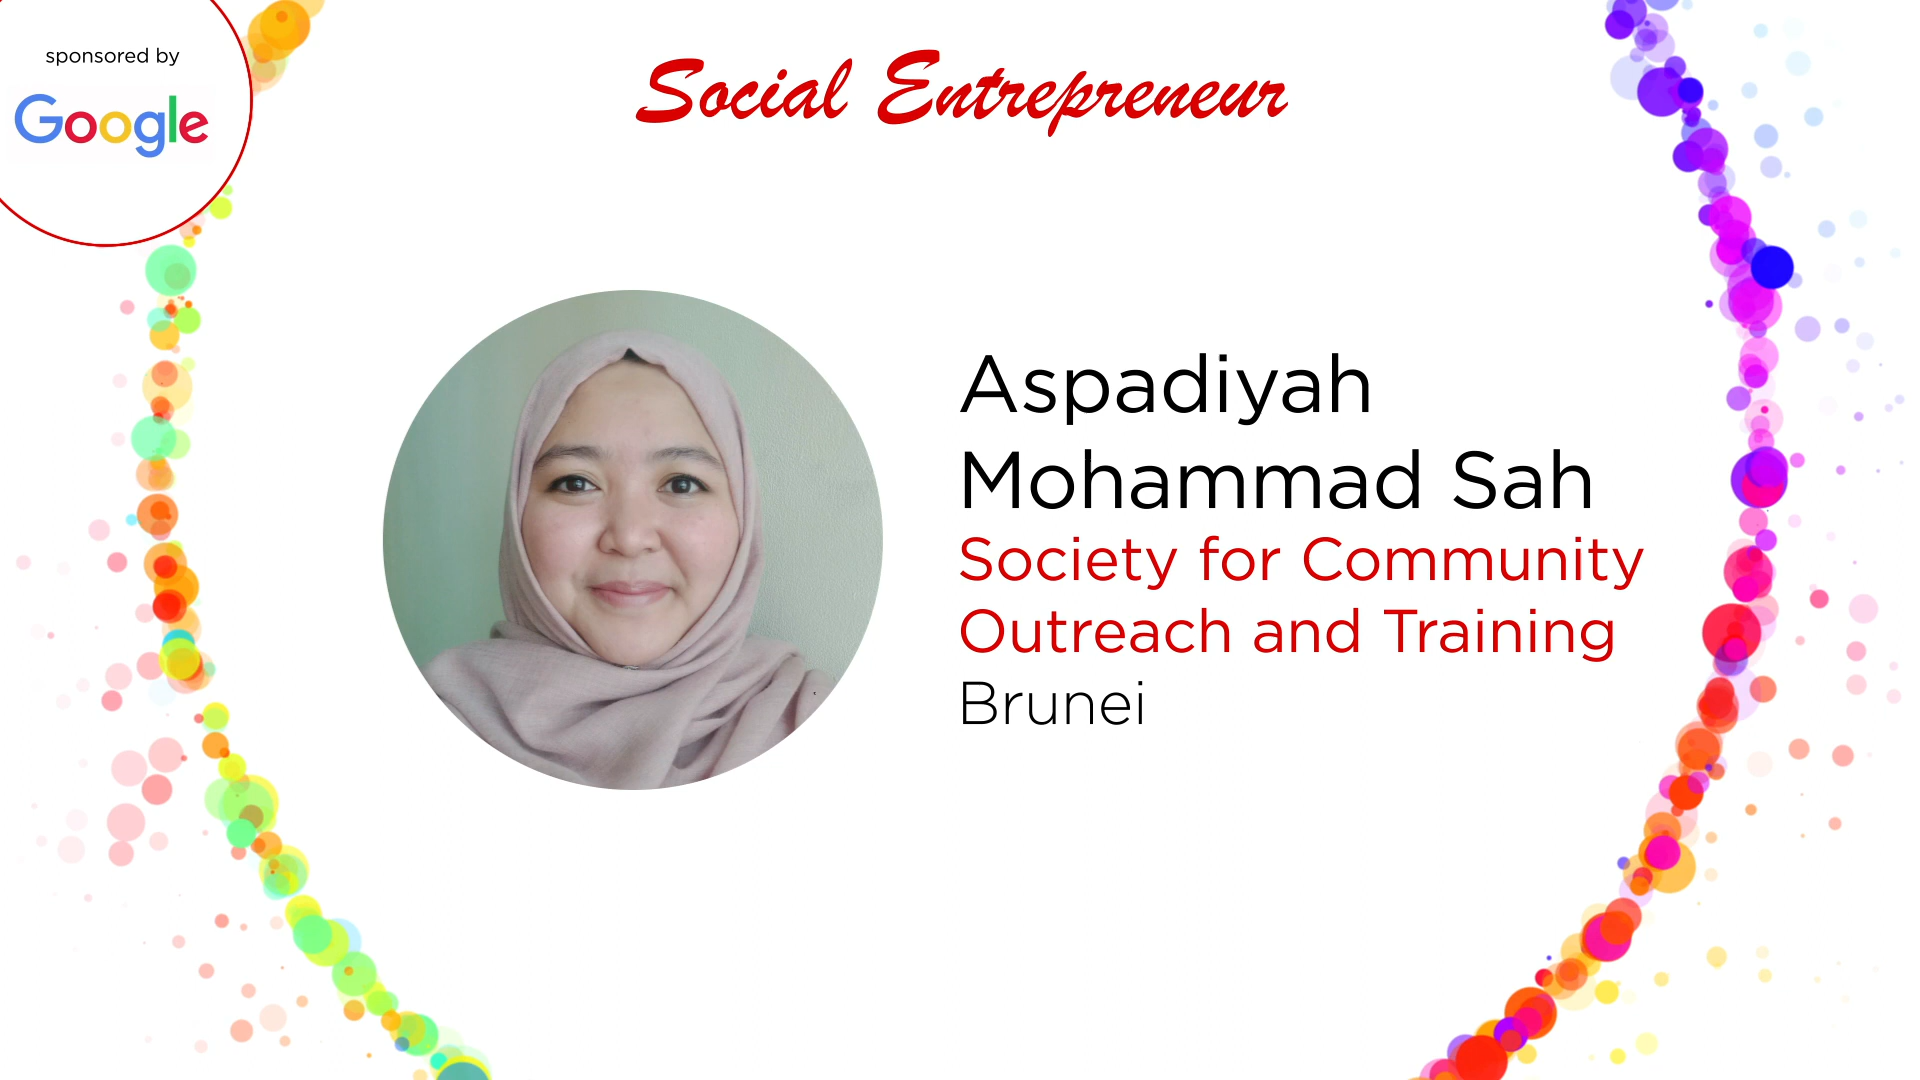 sponsored by
Google
Social Entrepreneur
Aspadiyah
Mohammad Sah
Society for Community
Outreach and Training
Brunei